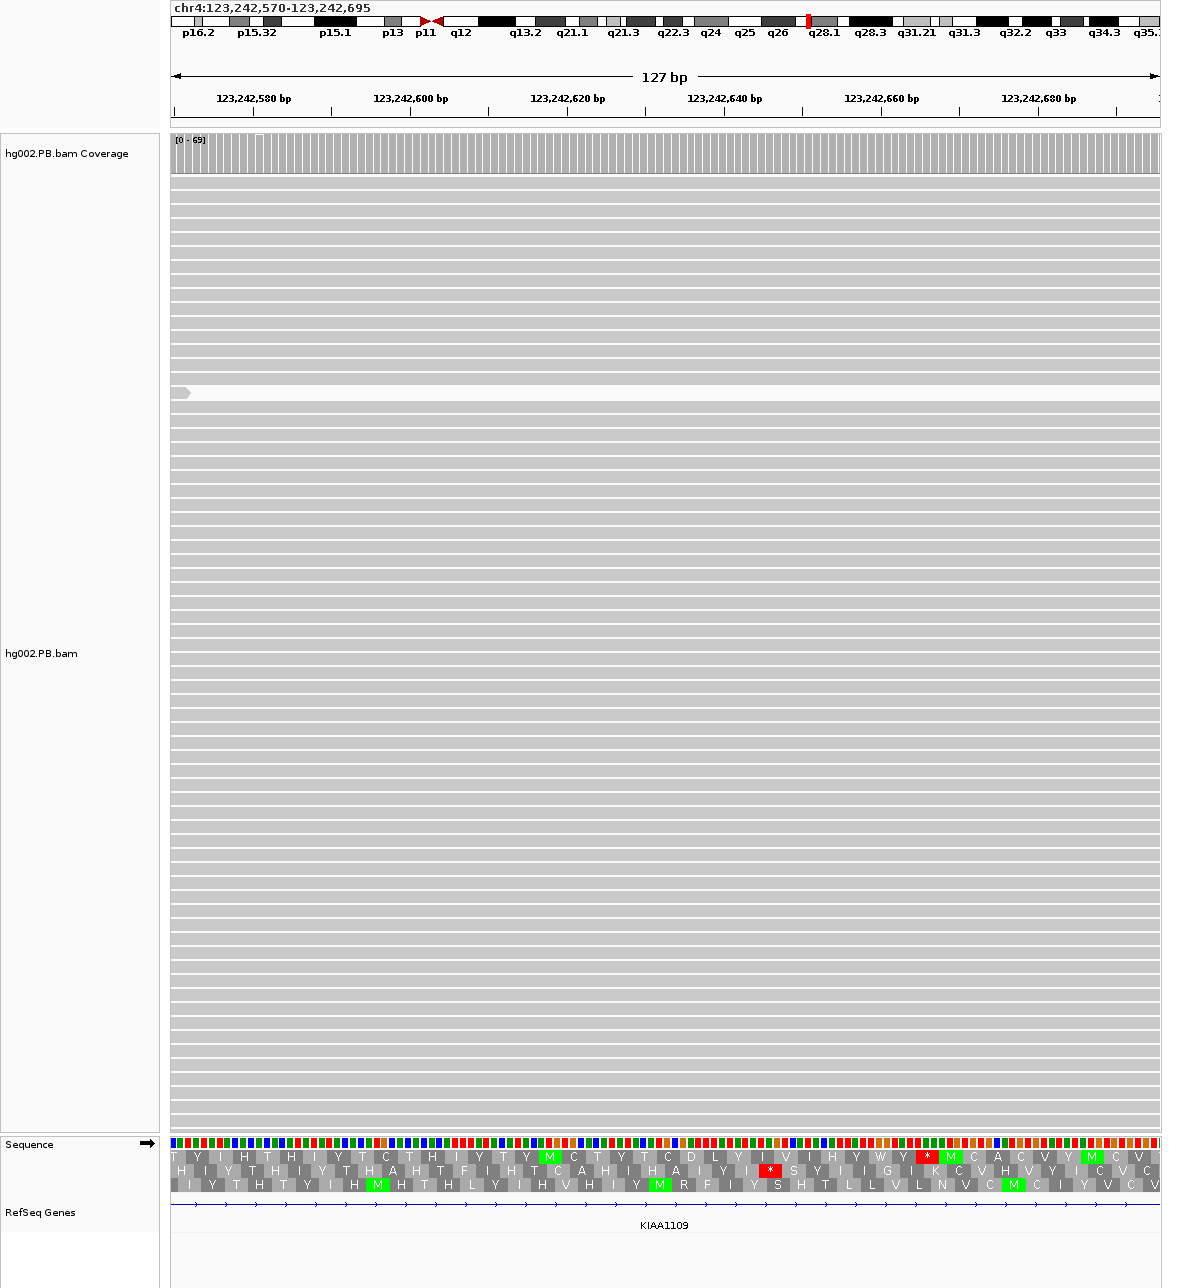 chr4:123,242,570-123,242,695
p16.2 p15.32 p15.1 p13 p11 q12 q13.2 q21.1 q21.3 q22.3 q24 q25 q26 q28.1 q28.3 q31.21 q31.3 q32.2 q33 q34.3 q35.
127 bp
123,242,580 bp 123,242,600 bp 123,242,620 bp 123,242,640 bp 123,242,660 bp 123,242,680 bp
[0 - 69]
hg002.PB.bam Coverage
hg002.PB.bam
Sequence
T Y I H T H I Y T C T H I Y T Y M C T Y T C D L Y I V I H Y W Y * M C A C V Y M C V
H I Y T H I Y T H A H T F I H T C A H I H A I Y I * S Y I I G I K C V H V Y I C V C
I Y T H T Y I H M H T H L Y I H V H I Y M R F I Y S H T L L V L N V C M C I Y V C V
RefSeq Genes
KIAA1109